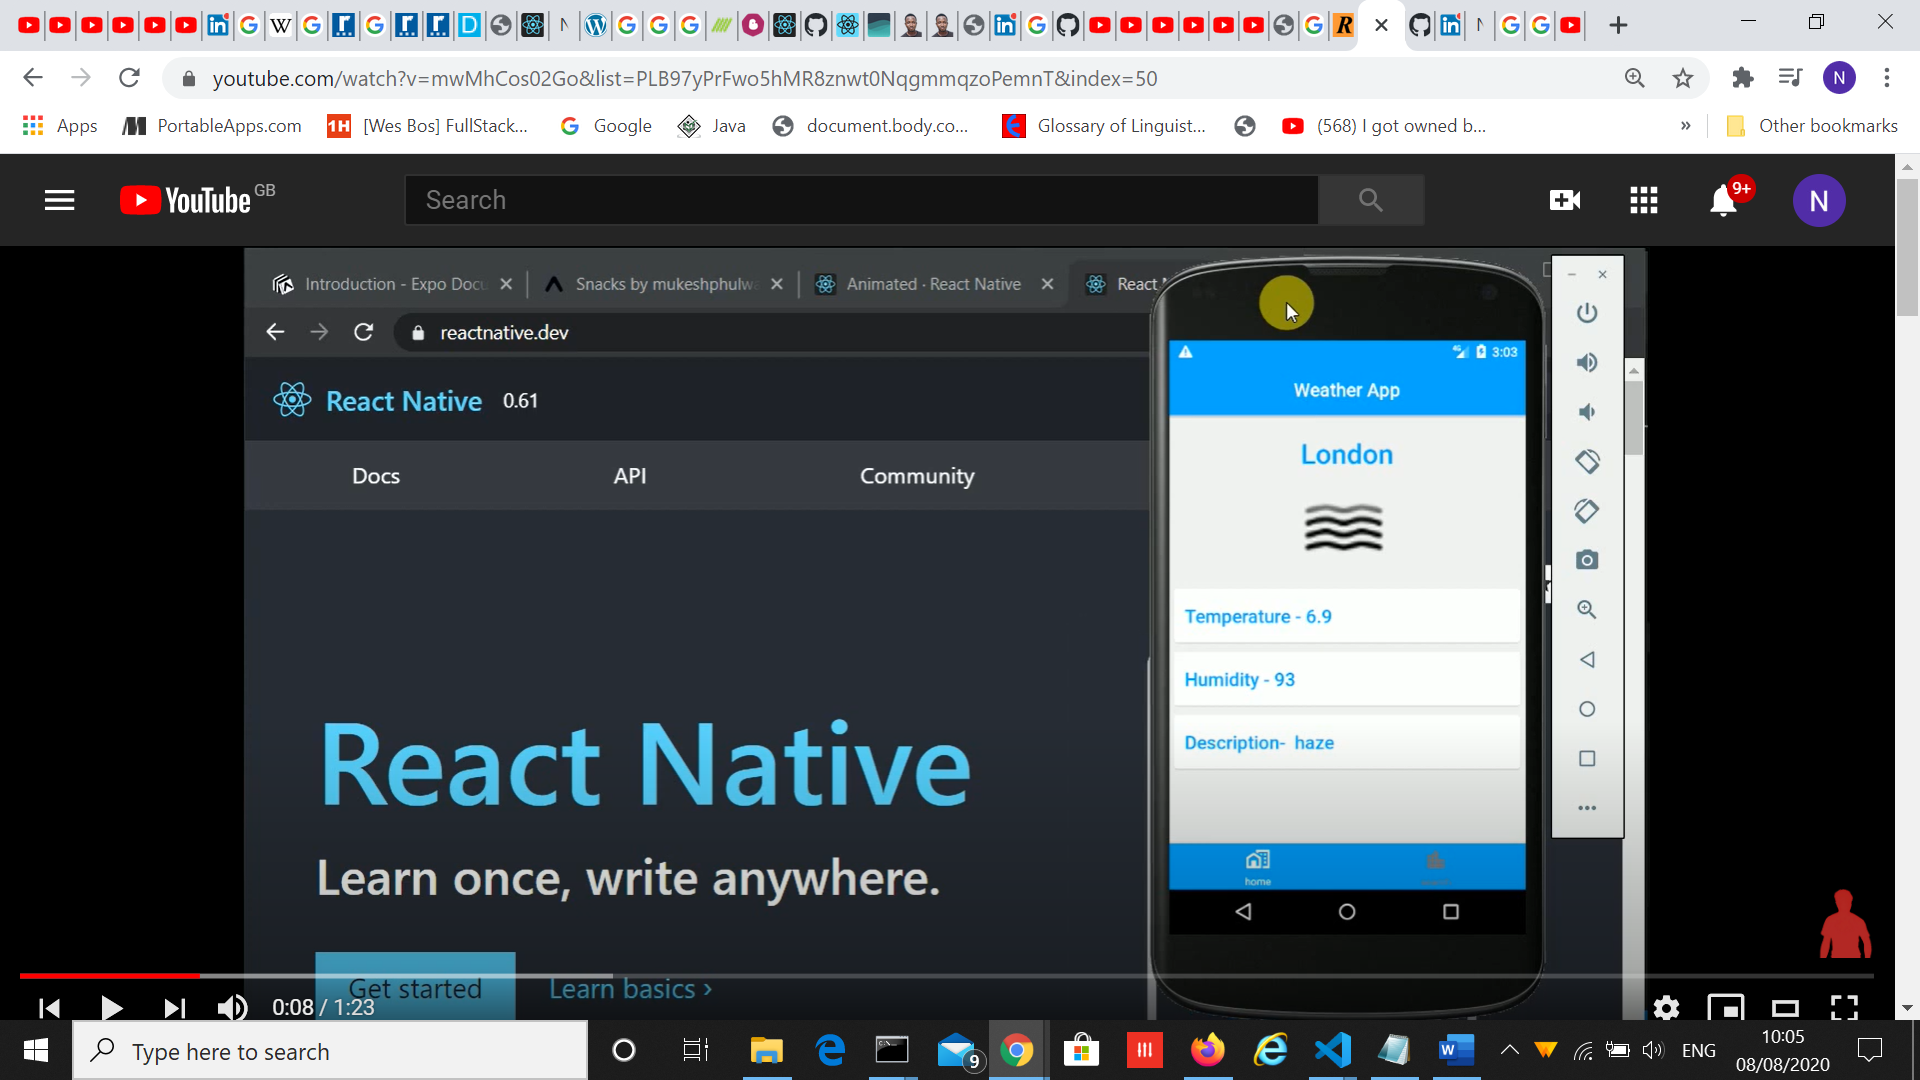 youtube.com/watch?v=mwMhCos02Go&list=PLB97yPrFwo5hMR8znwt0NqgmmqzoPemnT&index=50
N
Apps
PortableApps.com
[Wes Bos] FullStack...
Google
Java
document.body.co...
Glossary of Linguist...
(568) I got owned b...
»
Other bookmarks
YouTube GB
Search
9+
N
Introduction - Expo Docu
Snacks by mukeshphulwa
Animated · React Native
React
reactnative.dev
React Native 0.61
Docs
API
Community
React Native
Learn once, write anywhere.
Get started
Learn basics ›
3:03
Weather App
London
Temperature - 6.9
Humidity - 93
Description- haze
home
0:08 / 1:23
Type here to search
9
ENG
10:05
08/08/2020